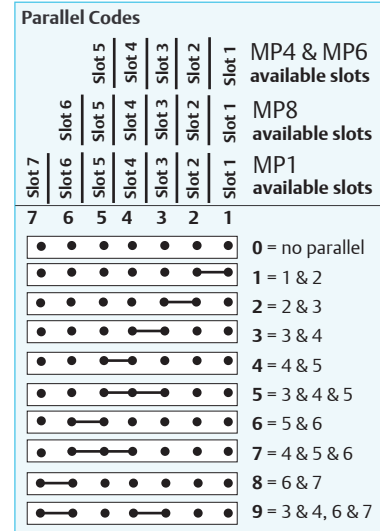 Parallel Codes
Slot 5 Slot 4 Slot 3 Slot 2 Slot 1 MP4 & MP6
available slots
Slot 6 Slot 5 Slot 4 Slot 3 Slot 2 Slot 1 MP8
available slots
Slot 7 Slot 6 Slot 5 Slot 4 Slot 3 Slot 2 Slot 1 MP1
available slots
7 6 5 4 3 2 1
0 = no parallel
1 = 1 & 2
2 = 2 & 3
3 = 3 & 4
4 = 4 & 5
5 = 3 & 4 & 5
6 = 5 & 6
7 = 4 & 5 & 6
8 = 6 & 7
9 = 3 & 4, 6 & 7